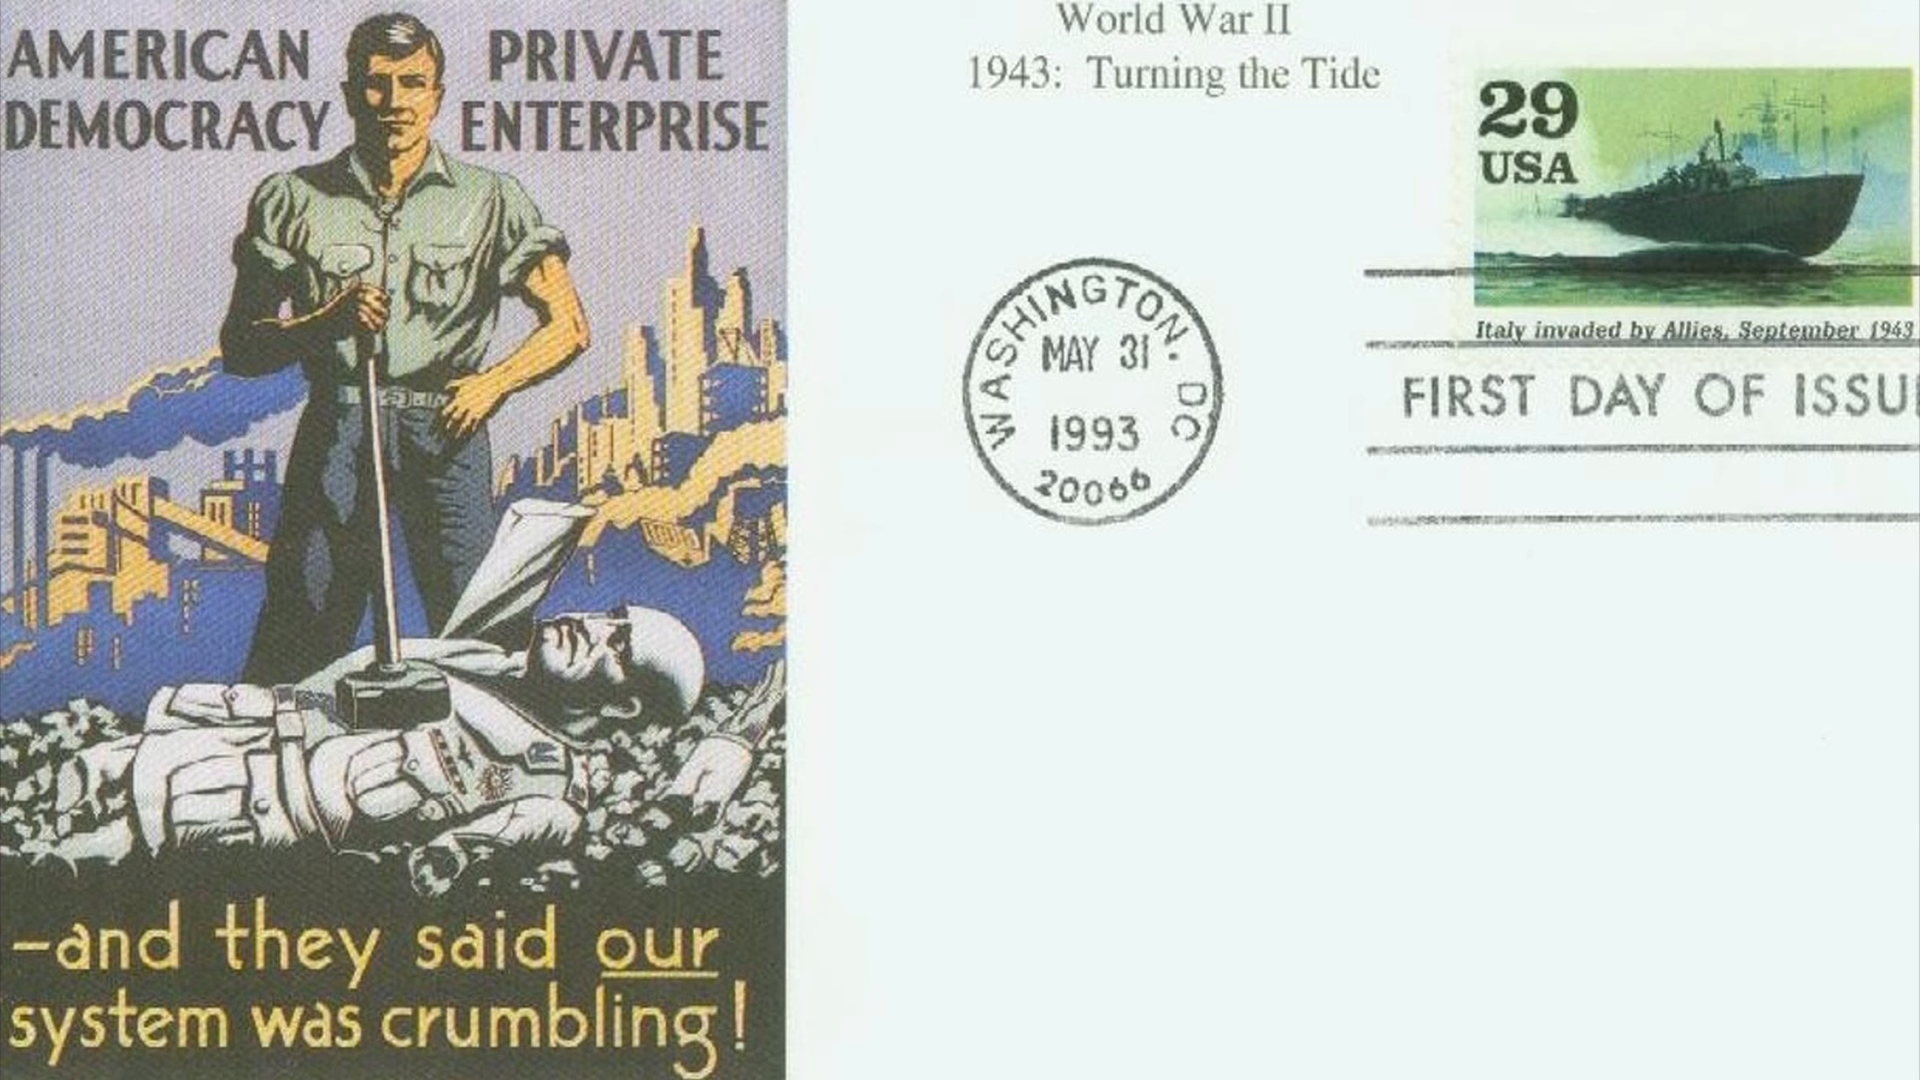 AMERICAN PRIVATE
DEMOCRACY ENTERPRISE
–and they said our
system was crumbling!
World War II
1943: Turning the Tide
29
USA
Italy invaded by Allies, September 1943
WASHINGTON, DC
MAY 31
1993
20066
FIRST DAY OF ISSU